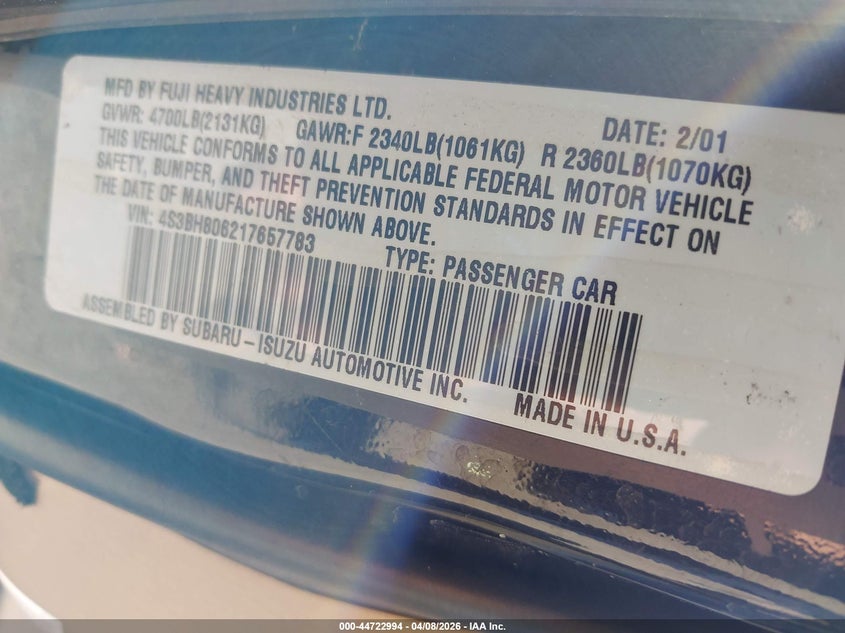 MFD BY FUJI HEAVY INDUSTRIES LTD. DATE: 2/01
GVWR: 4700LB(2131KG) GAWR:F 2340LB(1061KG) R 2360LB(1070KG)
THIS VEHICLE CONFORMS TO ALL APPLICABLE FEDERAL MOTOR VEHICLE
SAFETY, BUMPER, AND THEFT PREVENTION STANDARDS IN EFFECT ON
THE DATE OF MANUFACTURE SHOWN ABOVE.
VIN: 4S3BH806217657783 TYPE: PASSENGER CAR
ASSEMBLED BY SUBARU-ISUZU AUTOMOTIVE INC. MADE IN U.S.A.
000-44722994 - 04/08/2026 - IAA Inc.